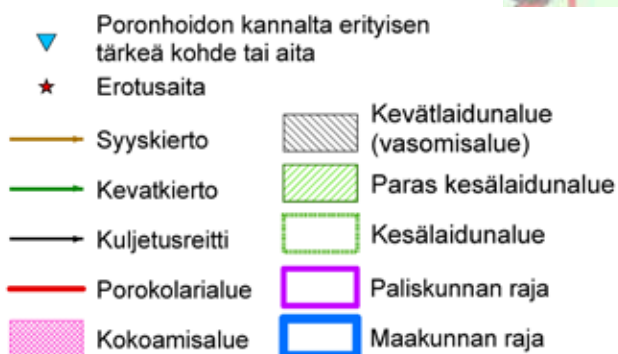 Poronhoidon kannalta erityisen
tärkeä kohde tai aita
Erotusaita
Syyskierto
Kevatkierto
Kuljetusreitti
Porokolarialue
Kokoamisalue
Kevätlaidunalue
(vasomisalue)
Paras kesälaidunalue
Kesälaidunalue
Paliskunnan raja
Maakunnan raja